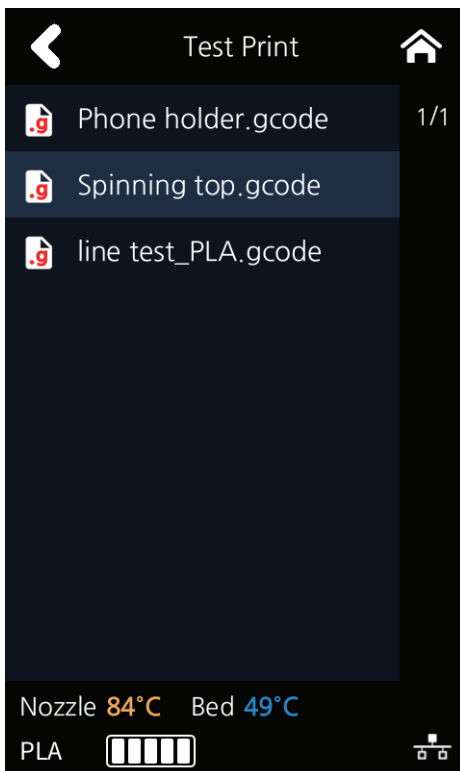 Test Print
.g Phone holder.gcode 1/1
.g Spinning top.gcode
.g line test_PLA.gcode
Nozzle 84°C Bed 49°C
PLA